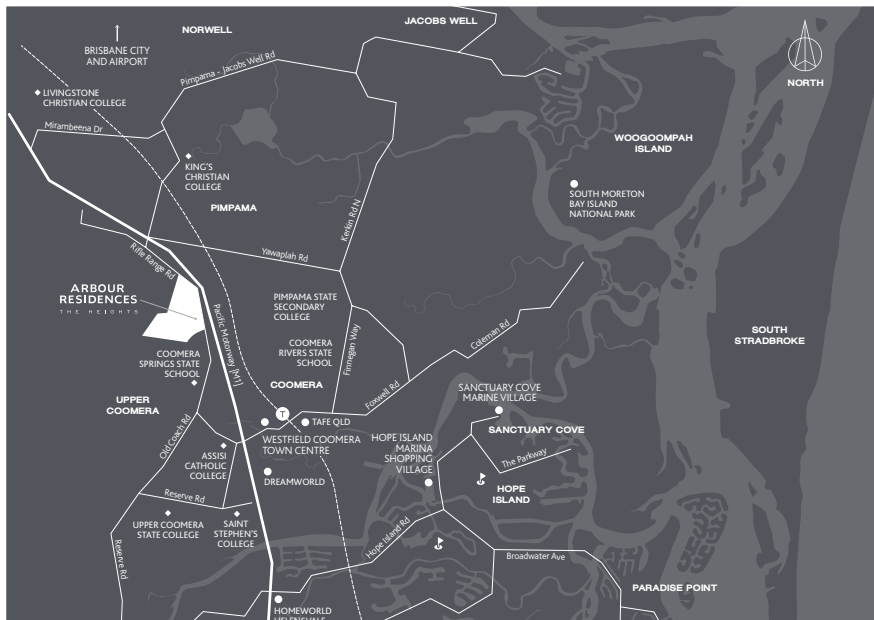 JACOBS WELL
NORWELL
BRISBANE CITY
AND AIRPORT
Pimpama - Jacobs Well Rd
NORTH
LIVINGSTONE
CHRISTIAN COLLEGE
Mirambeena Dr
WOOGOOMPAH
ISLAND
KING'S
CHRISTIAN
COLLEGE
SOUTH MORETON
BAY ISLAND
NATIONAL PARK
PIMPAMA
Kerkin Rd N
Rifle Range Rd
Yawaplah Rd
ARBOUR
RESIDENCES
THE HEIGHTS
Pacific Motorway [M1]
PIMPAMA STATE
SECONDARY
COLLEGE
COOMERA
RIVERS STATE
SCHOOL
Finnegan Way
Coleman Rd
SOUTH
STRADBROKE
COOMERA
SPRINGS STATE
SCHOOL
COOMERA
Foxwell Rd
SANCTUARY COVE
MARINE VILLAGE
UPPER
COOMERA
T
TAFE QLD
Old Coach Rd
WESTFIELD COOMERA
TOWN CENTRE
HOPE ISLAND
MARINA
SHOPPING
VILLAGE
SANCTUARY COVE
The Parkway
ASSISI
CATHOLIC
COLLEGE
DREAMWORLD
HOPE
ISLAND
Reserve Rd
UPPER COOMERA
STATE COLLEGE
SAINT
STEPHEN'S
COLLEGE
Hope Island Rd
Reserve Rd
Broadwater Ave
PARADISE POINT
HOMEWORLD
HELENSVALE